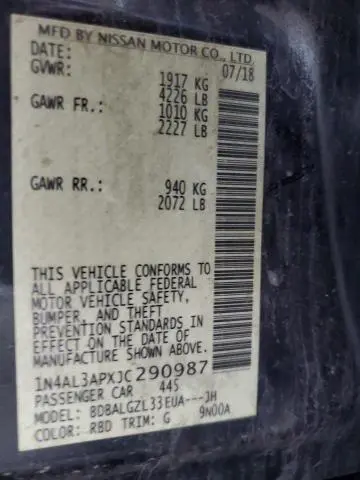 MFD BY NISSAN MOTOR CO., LTD.
DATE: 07/18
GVWR: 1917 KG
4226 LB
GAWR FR.: 1010 KG
2227 LB
GAWR RR.: 940 KG
2072 LB
THIS VEHICLE CONFORMS TO
ALL APPLICABLE FEDERAL
MOTOR VEHICLE SAFETY,
BUMPER, AND THEFT
PREVENTION STANDARDS
IN EFFECT ON THE DATE OF
MANUFACTURE SHOWN ABOVE.
1N4AL3APXJC290987
PASSENGER CAR 445
MODEL: BDBALGZL33EUA---JH
COLOR: RBD TRIM: G 9N00A